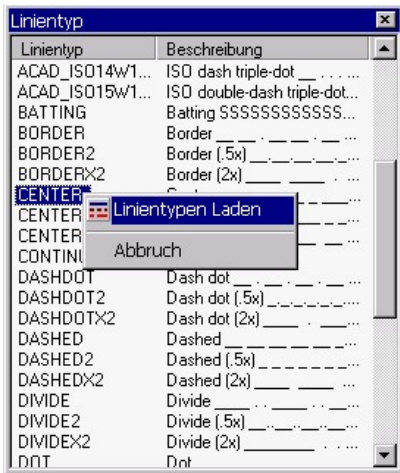 Linientyp
Linientyp Beschreibung
ACAD_ISO14W1... ISO dash triple-dot __ . . . ...
ACAD_ISO15W1... ISO double-dash triple-dot...
BATTING Batting SSSSSSSSSSSS...
BORDER Border __ __ . __ __ . ...
BORDER2 Border (.5x) __.__.__.__. ...
BORDERX2 Border (2x) ____ ____ . ...
CENTER
Linientypen Laden
CENTER
CENTER
Abbruch
CONTINU
DASHDOT Dash dot __ . __ . __ . __ ...
DASHDOT2 Dash dot (.5x) _._._._._....
DASHDOTX2 Dash dot (2x) ____ . ___ ...
DASHED Dashed __ __ __ __ __ ...
DASHED2 Dashed (.5x) _ _ _ _ _ _ ...
DASHEDX2 Dashed (2x) ____ ____ ...
DIVIDE Divide ____ . . ____ . . __...
DIVIDE2 Divide (.5x) __..__..__..__...
DIVIDEX2 Divide (2x) ________ . . ...
DOT Dot